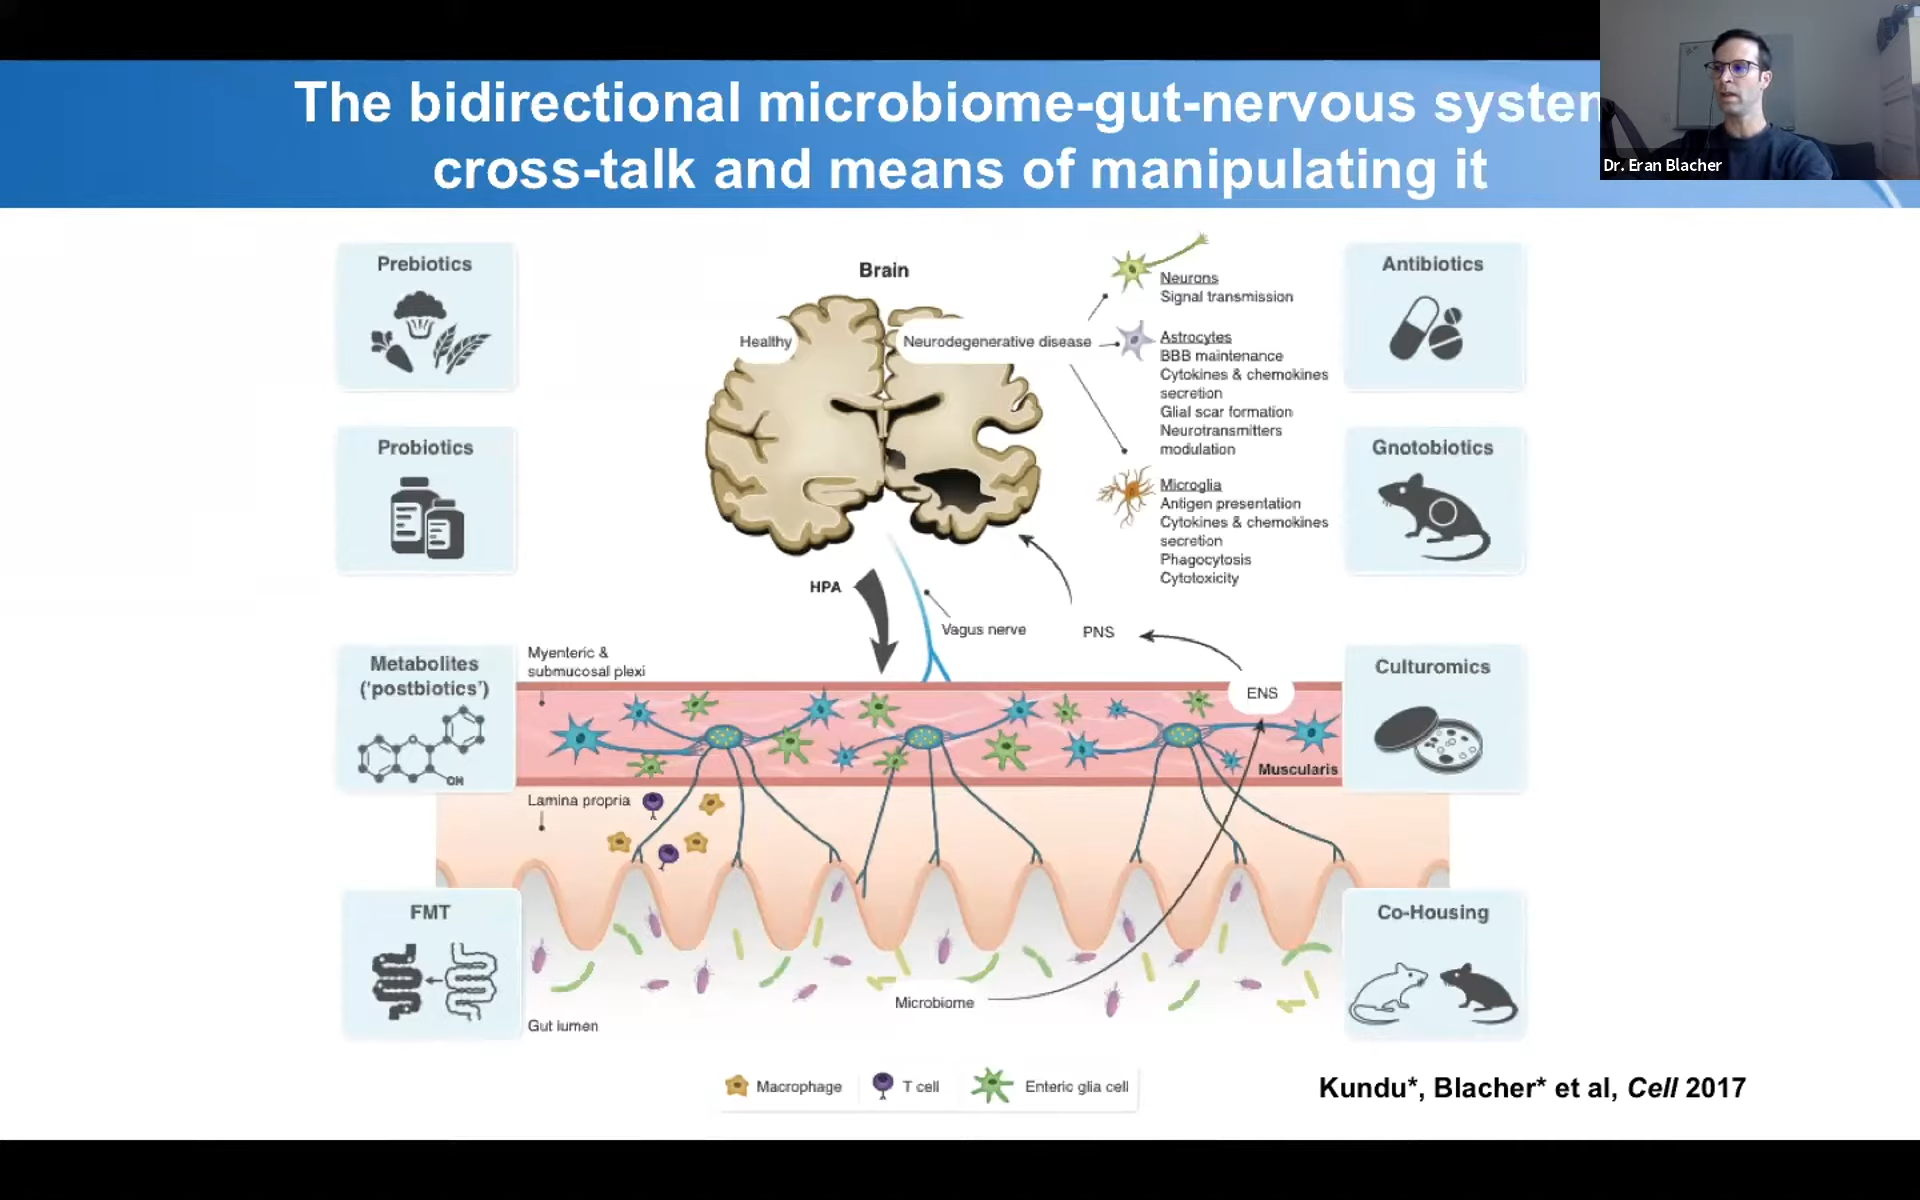 The bidirectional microbiome-gut-nervous system
cross-talk and means of manipulating it
Dr. Eran Blacher
Prebiotics
Probiotics
Metabolites
('postbiotics')
OH
FMT
Brain
Healthy
Neurodegenerative disease
Neurons
Signal transmission
Astrocytes
BBB maintenance
Cytokines & chemokines
secretion
Glial scar formation
Neurotransmitters
modulation
Microglia
Antigen presentation
Cytokines & chemokines
secretion
Phagocytosis
Cytotoxicity
HPA
Vagus nerve
PNS
ENS
Myenteric &
submucosal plexi
Muscularis
Lamina propria
Microbiome
Gut lumen
Antibiotics
Gnotobiotics
Culturomics
Co-Housing
Macrophage
T cell
Enteric glia cell
Kundu*, Blacher* et al, Cell 2017